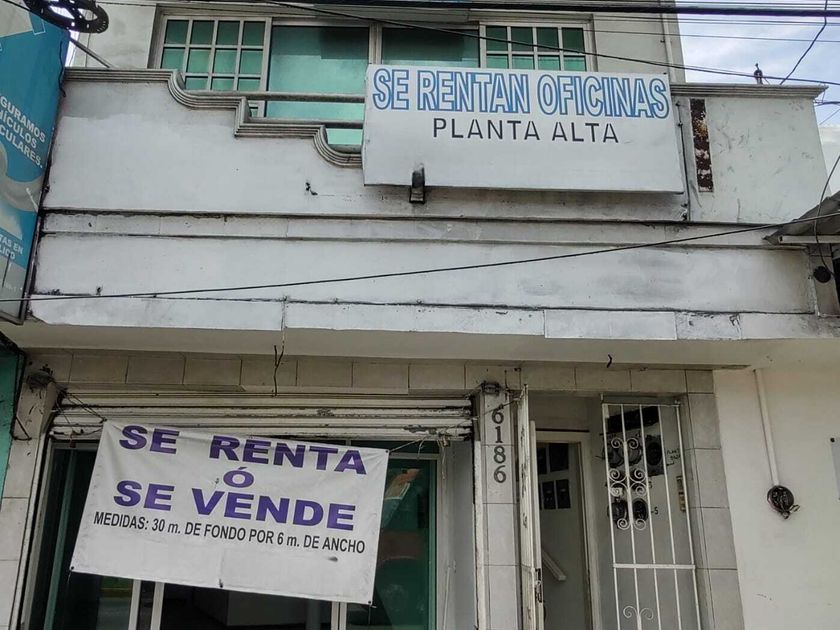 SE RENTAN OFICINAS
PLANTA ALTA
SE RENTA
ó
SE VENDE
MEDIDAS: 30 m. DE FONDO POR 6 m. DE ANCHO
6186